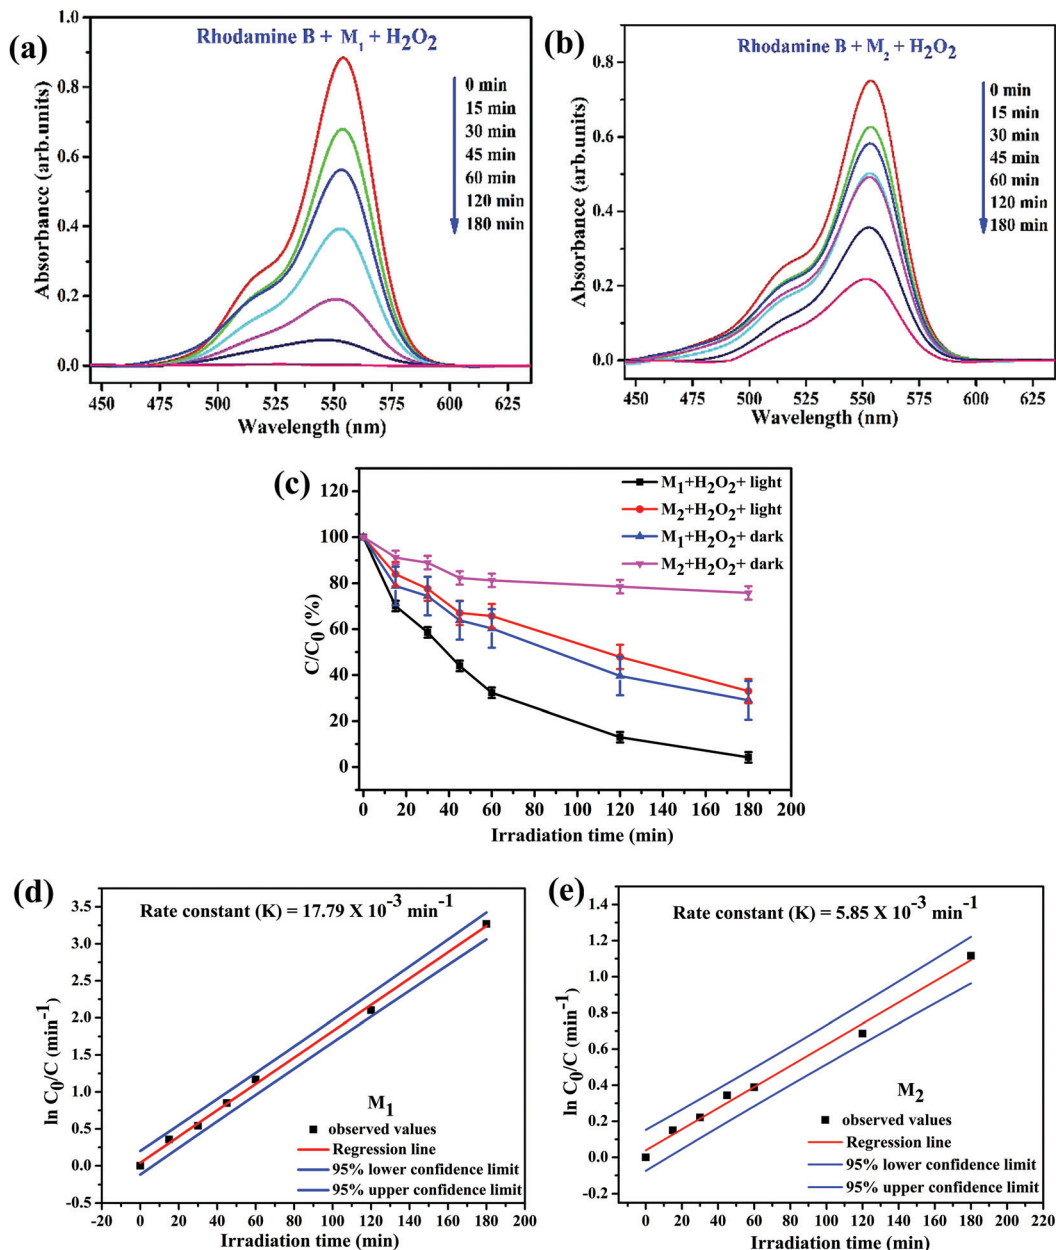 (a)
Rhodamine B + M1 + H2O2
0 min
15 min
30 min
45 min
60 min
120 min
180 min
Absorbance (arb.units)
1.0
0.8
0.6
0.4
0.2
0.0
450 475 500 525 550 575 600 625
Wavelength (nm)
(b)
Rhodamine B + M2 + H2O2
0 min
15 min
30 min
45 min
60 min
120 min
180 min
Absorbance (arb.units)
0.8
0.6
0.4
0.2
0.0
450 475 500 525 550 575 600 625
Wavelength (nm)
(c)
M1+H2O2+ light
M2+H2O2+ light
M1+H2O2+ dark
M2+H2O2+ dark
C/C0 (%)
120
100
80
60
40
20
0
0 20 40 60 80 100 120 140 160 180 200
Irradiation time (min)
(d)
Rate constant (K) = 17.79 X 10-3 min-1
ln C0/C (min-1)
3.5
3.0
2.5
2.0
1.5
1.0
0.5
0.0
-0.5
M1
observed values
Regression line
95% lower confidence limit
95% upper confidence limit
-20 0 20 40 60 80 100 120 140 160 180 200
Irradiation time (min)
(e)
Rate constant (K) = 5.85 X 10-3 min-1
ln C0/C (min-1)
1.4
1.2
1.0
0.8
0.6
0.4
0.2
0.0
-0.2
M2
observed values
Regression line
95% lower confidence limit
95% upper confidence limit
0 20 40 60 80 100 120 140 160 180 200 220
Irradiation time (min)